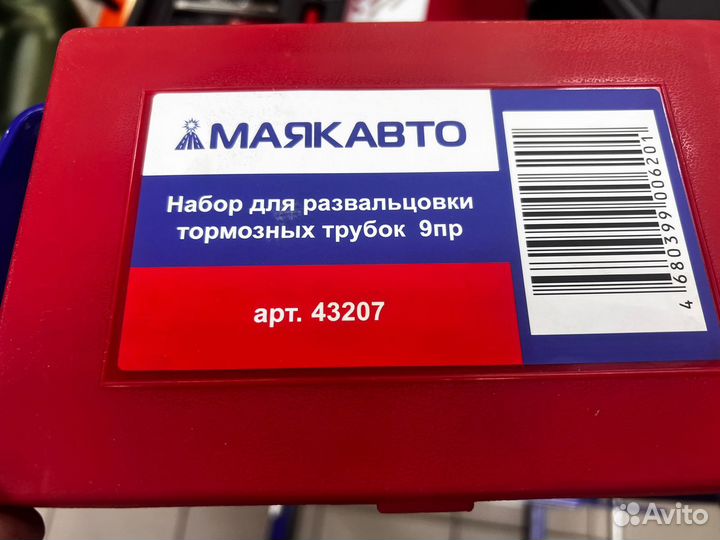 МАЯКАВТО
Набор для развальцовки
тормозных трубок 9пр
арт. 43207
4 680399 006201
Avito